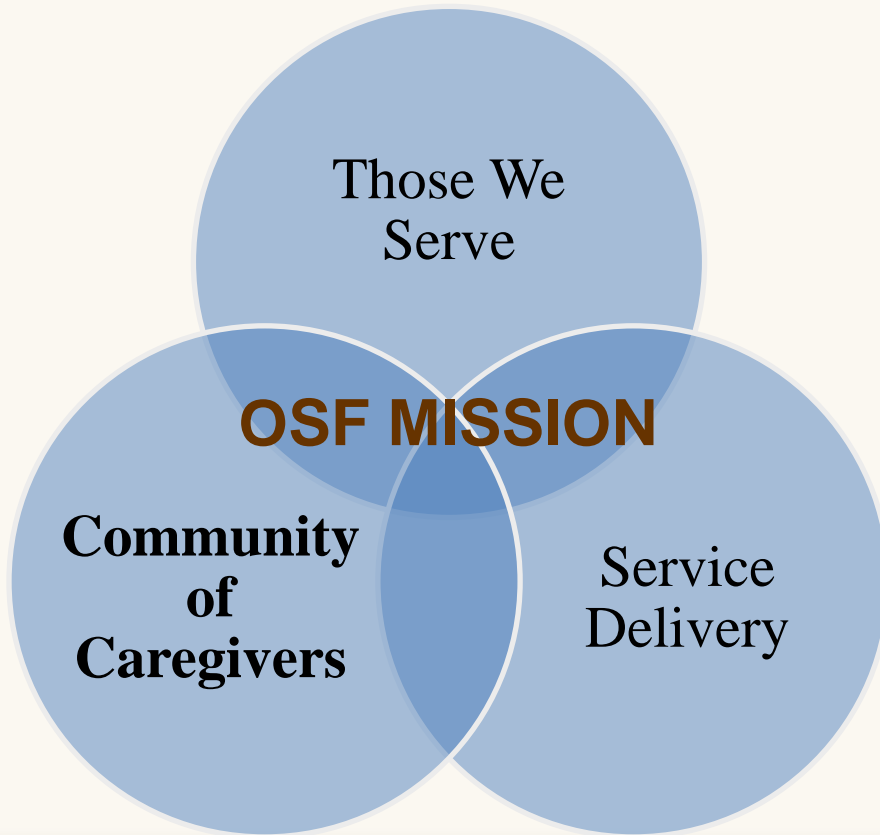 Those We
Serve
OSF MISSION
Community
of
Caregivers
Service
Delivery